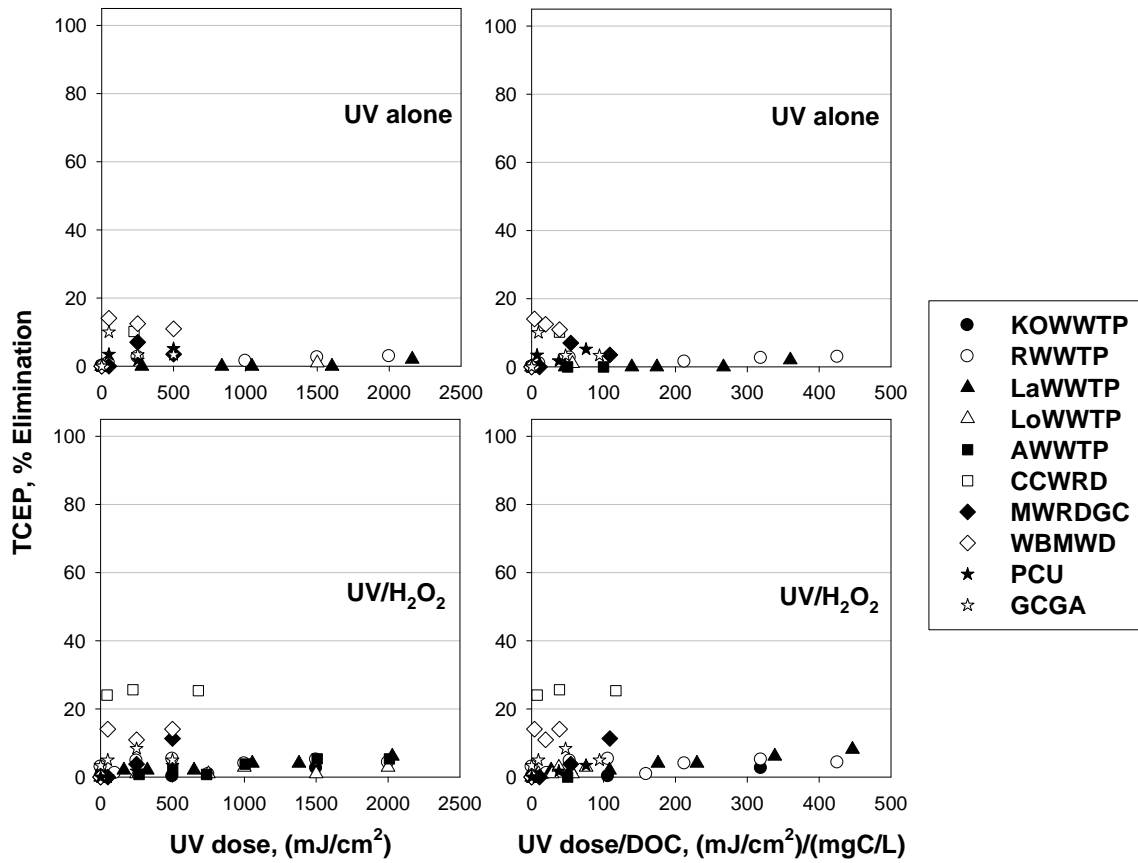 TCEP, % Elimination
100
80
60
40
20
0
UV alone
0 500 1000 1500 2000 2500
100
80
60
40
20
0
UV alone
0 100 200 300 400 500
100
80
60
40
20
0
UV/H₂O₂
0 500 1000 1500 2000 2500
UV dose, (mJ/cm²)
100
80
60
40
20
0
UV/H₂O₂
0 100 200 300 400 500
UV dose/DOC, (mJ/cm²)/(mgC/L)
KOWWTP
RWWTP
LaWWTP
LoWWTP
AWWTP
CCWRD
MWRDGC
WBMWD
PCU
GCGA